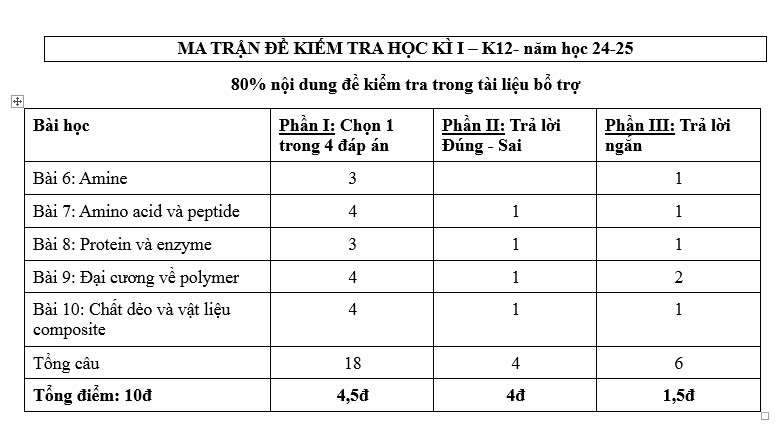 MA TRẬN ĐỀ KIỂM TRA HỌC KÌ I – K12- năm học 24-25
80% nội dung đề kiểm tra trong tài liệu bổ trợ
Bài học
Phần I: Chọn 1
trong 4 đáp án
Phần II: Trả lời
Đúng - Sai
Phần III: Trả lời
ngắn
Bài 6: Amine
3
1
Bài 7: Amino acid và peptide
4
1
1
Bài 8: Protein và enzyme
3
1
1
Bài 9: Đại cương về polymer
4
1
2
Bài 10: Chất dẻo và vật liệu
composite
4
1
1
Tổng câu
18
4
6
Tổng điểm: 10đ
4,5đ
4đ
1,5đ